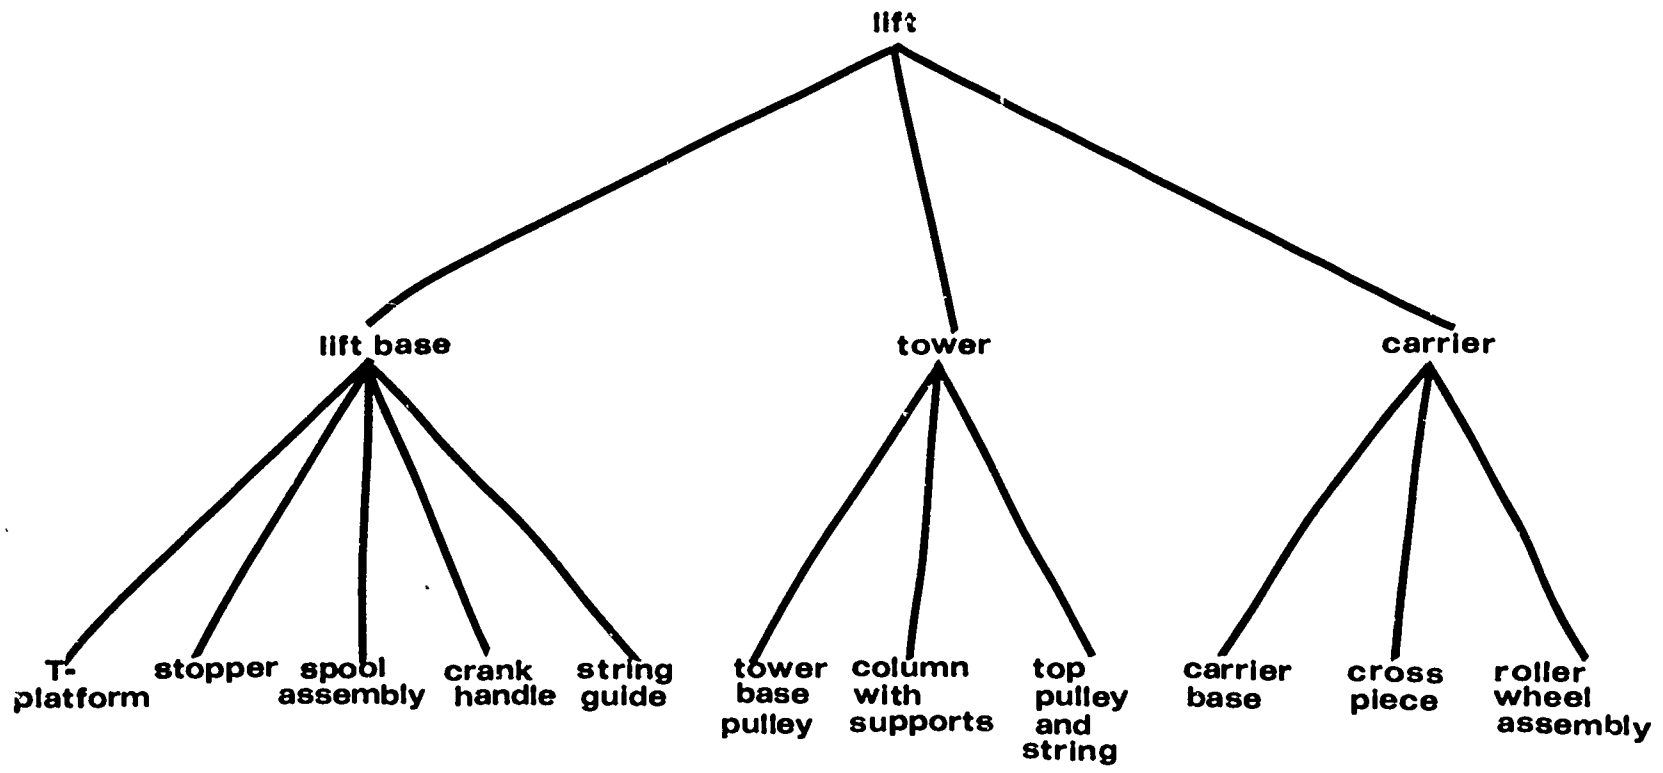 lift
lift base
tower
carrier
T-
platform
stopper
spool
assembly
crank
handle
string
guide
tower
base
pulley
column
with
supports
top
pulley
and
string
carrier
base
cross
piece
roller
wheel
assembly